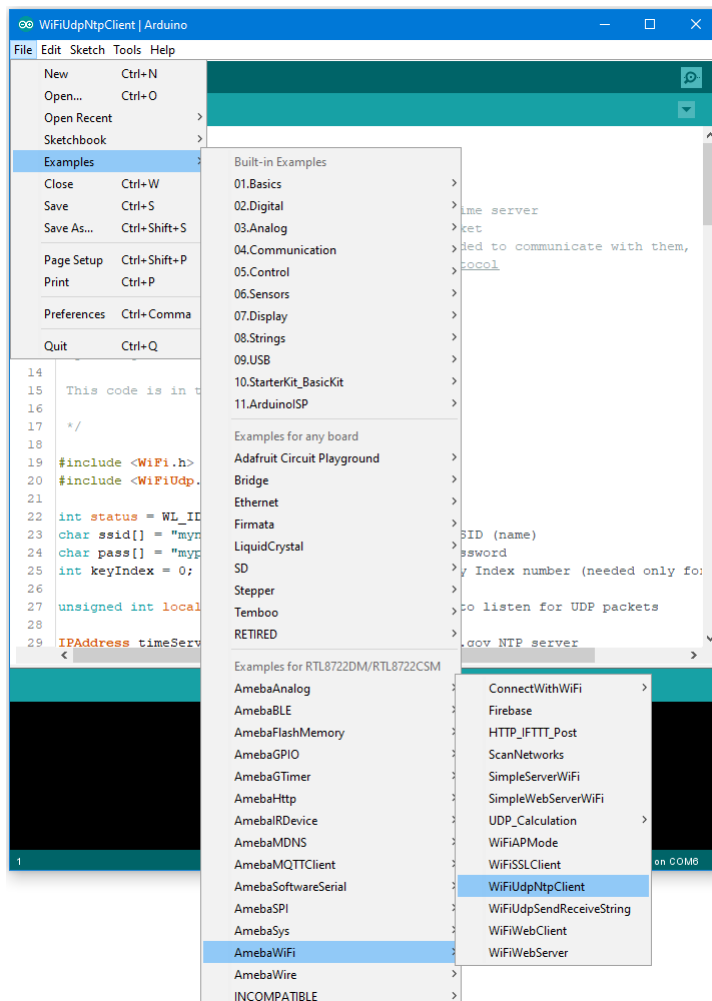 WiFiUdpNtpClient | Arduino
File Edit Sketch Tools Help
New Ctrl+N
Open... Ctrl+O
Open Recent
Sketchbook
Examples
Close Ctrl+W
Save Ctrl+S
Save As... Ctrl+Shift+S
Page Setup Ctrl+Shift+P
Print Ctrl+P
Preferences Ctrl+Comma
Quit Ctrl+Q
Built-in Examples
01.Basics
02.Digital
03.Analog
04.Communication
05.Control
06.Sensors
07.Display
08.Strings
09.USB
10.StarterKit_BasicKit
11.ArduinoISP
Examples for any board
Adafruit Circuit Playground
Bridge
Ethernet
Firmata
LiquidCrystal
SD
Stepper
Temboo
RETIRED
Examples for RTL8722DM/RTL8722CSM
AmebaAnalog
AmebaBLE
AmebaFlashMemory
AmebaGPIO
AmebaGTimer
AmebaHttp
AmebaIRDevice
AmebaMDNS
AmebaMQTTClient
AmebaSoftwareSerial
AmebaSPI
AmebaSys
AmebaWiFi
AmebaWire
INCOMPATIBLE
ConnectWithWiFi
Firebase
HTTP_IFTTT_Post
ScanNetworks
SimpleServerWiFi
SimpleWebServerWiFi
UDP_Calculation
WiFiAPMode
WiFiSSLClient
WiFiUdpNtpClient
WiFiUdpSendReceiveString
WiFiWebClient
WiFiWebServer
ime server
ket
ded to communicate with them,
tocol
14
15 This code is in t
16
17 */
18
19 #include <WiFi.h>
20 #include <WiFiUdp.
21
22 int status = WL_ID
23 char ssid[] = "myn SSID (name)
24 char pass[] = "myp ssword
25 int keyIndex = 0; y Index number (needed only fo
26
27 unsigned int local to listen for UDP packets
28
29 IPAddress timeServ .gov NTP server
1 on COM6